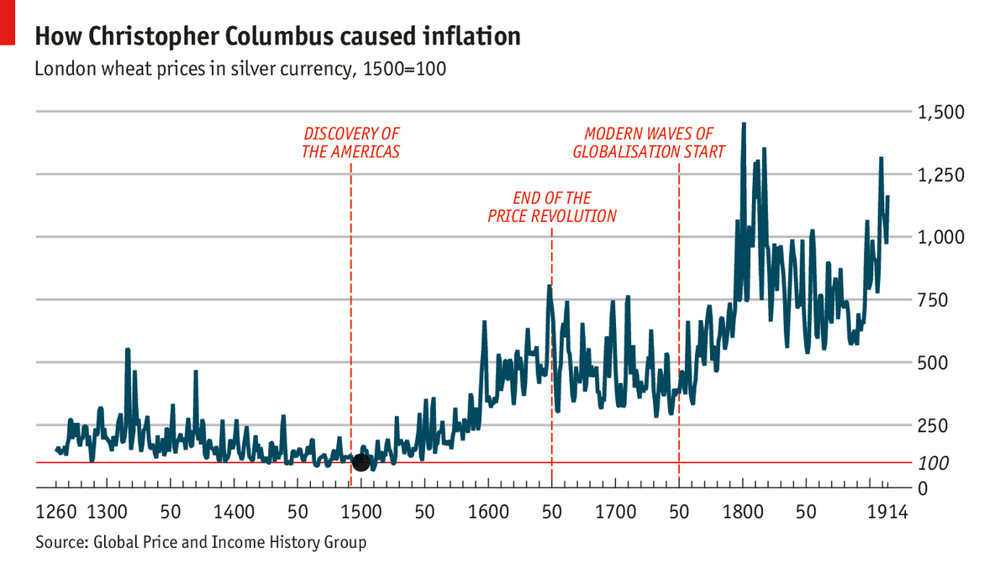 How Christopher Columbus caused inflation
London wheat prices in silver currency, 1500=100
1,500
DISCOVERY OF
THE AMERICAS
MODERN WAVES OF
GLOBALISATION START
1,250
END OF THE
PRICE REVOLUTION
1,000
750
500
250
100
0
1260 1300 50 1400 50 1500 50 1600 50 1700 50 1800 50 1914
Source: Global Price and Income History Group